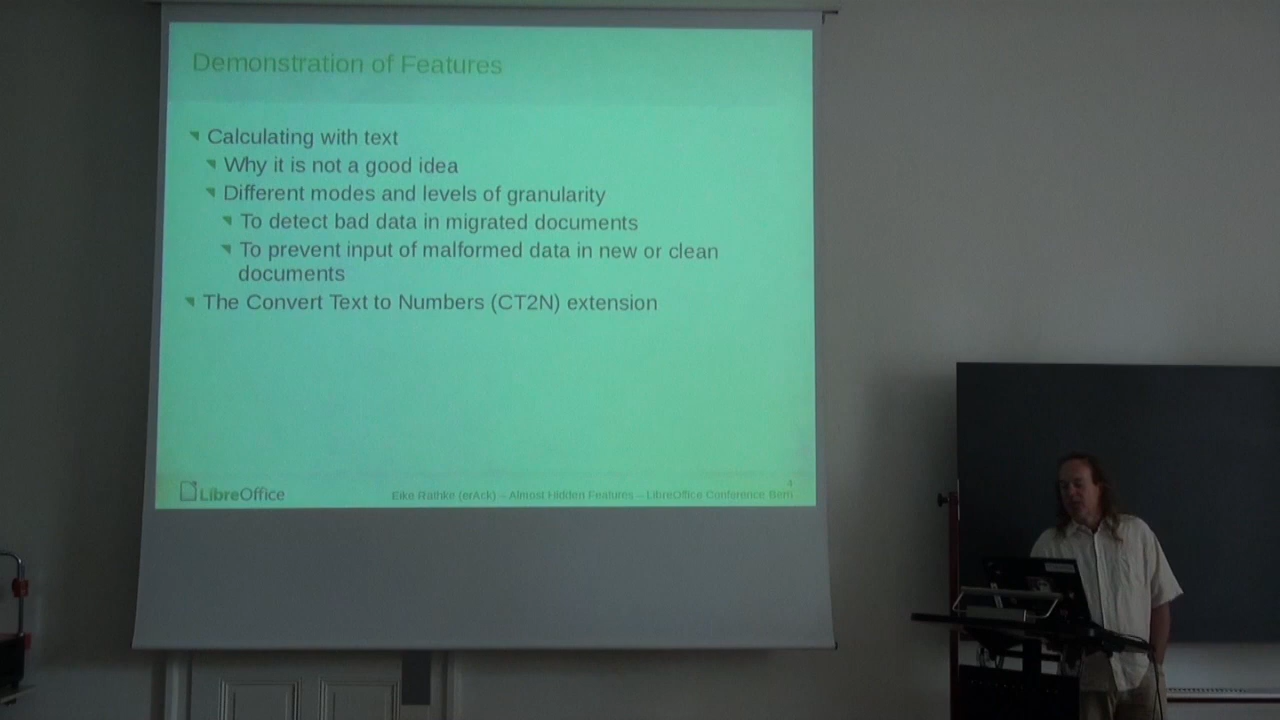 Demonstration of Features
Calculating with text
Why it is not a good idea
Different modes and levels of granularity
To detect bad data in migrated documents
To prevent input of malformed data in new or clean
documents
The Convert Text to Numbers (CT2N) extension
4
LibreOffice
Eike Rathke (erAck) – Almost Hidden Features – LibreOffice Conference Bern